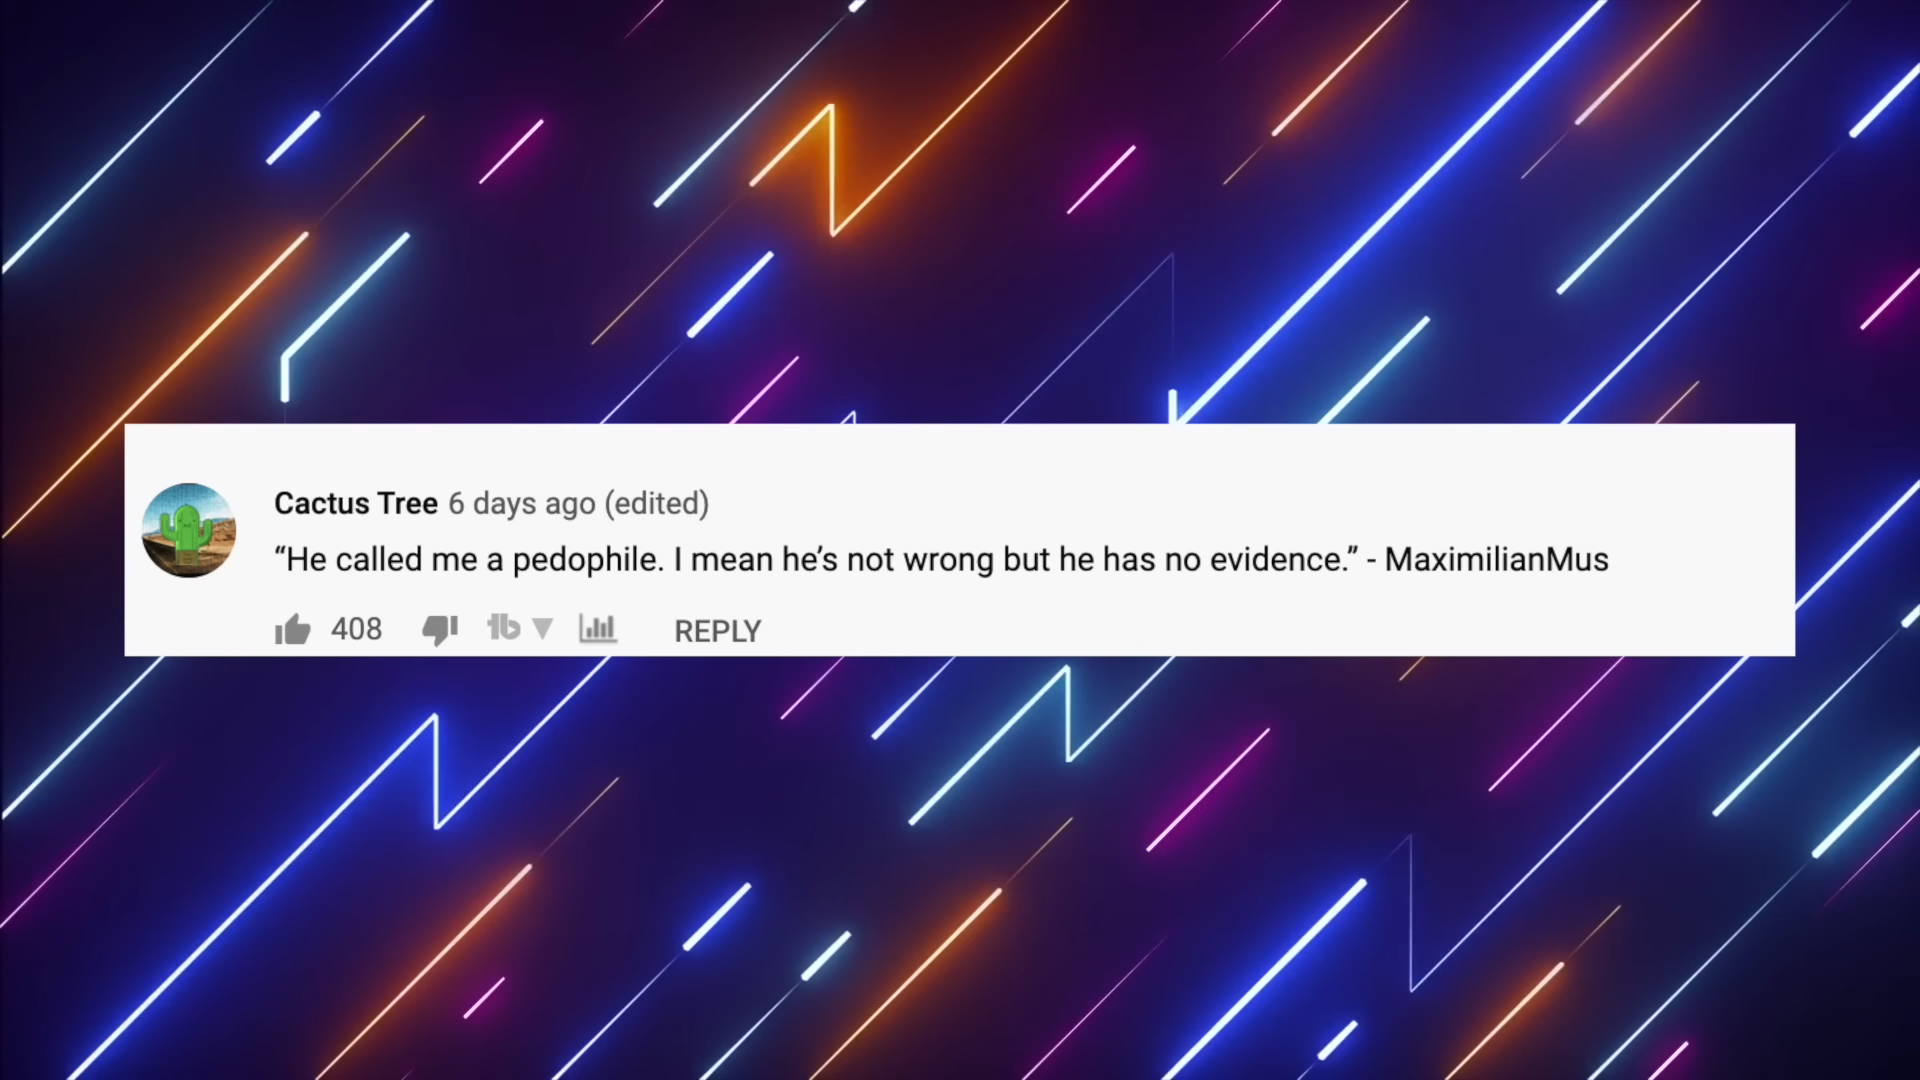 Cactus Tree 6 days ago (edited)
“He called me a pedophile. I mean he’s not wrong but he has no evidence.” - MaximilianMus
408 REPLY